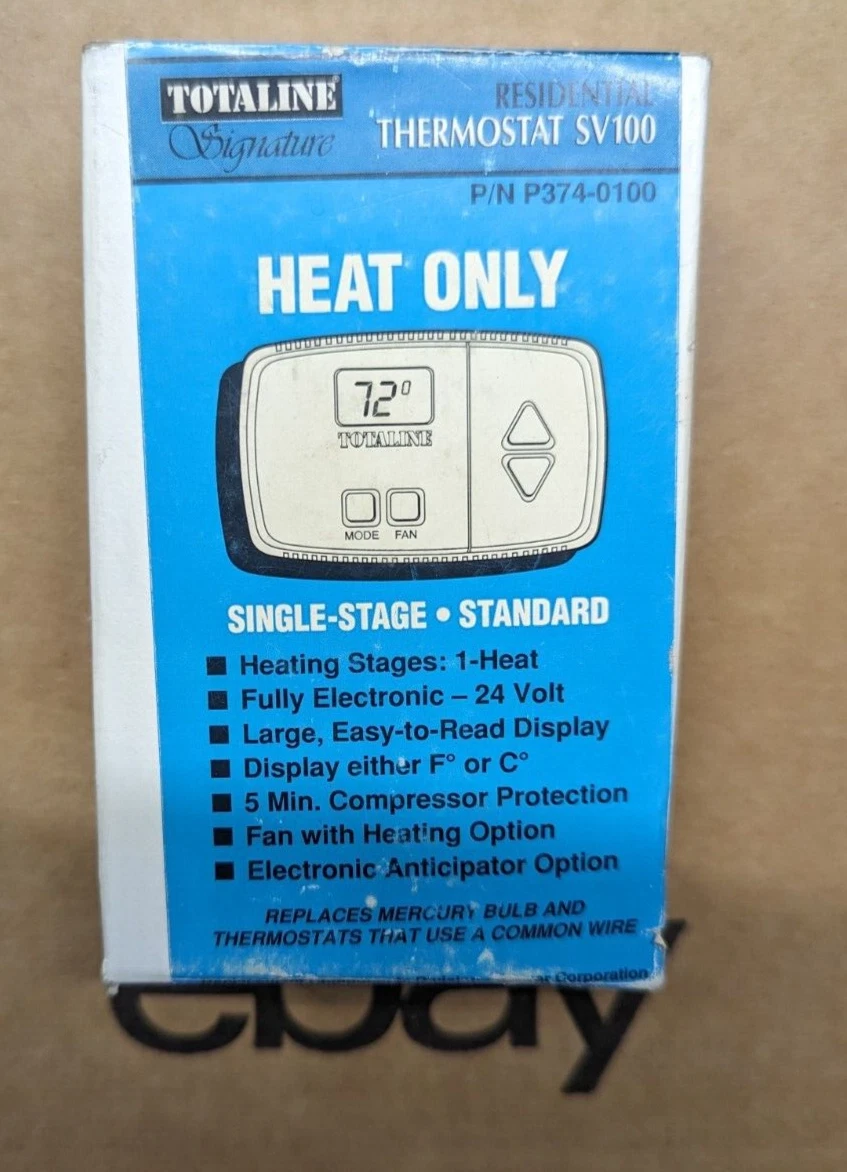 TOTALINE
Signature
RESIDENTIAL
THERMOSTAT SV100
P/N P374-0100
HEAT ONLY
72°
TOTALINE
MODE FAN
SINGLE-STAGE • STANDARD
■ Heating Stages: 1-Heat
■ Fully Electronic – 24 Volt
■ Large, Easy-to-Read Display
■ Display either F° or C°
■ 5 Min. Compressor Protection
■ Fan with Heating Option
■ Electronic Anticipator Option
REPLACES MERCURY BULB AND
THERMOSTATS THAT USE A COMMON WIRE
Corporation
ebay